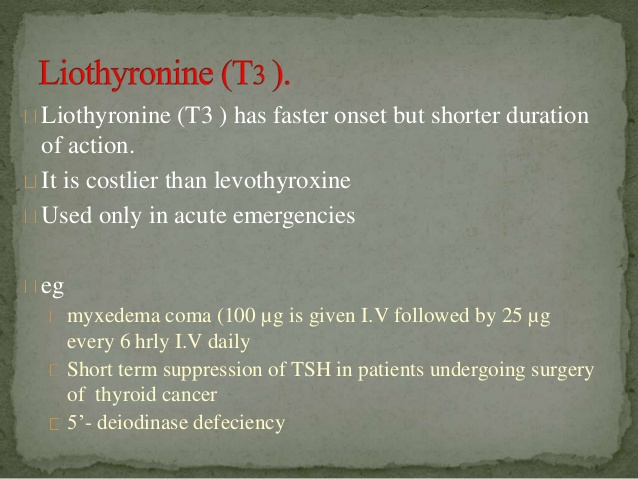 Liothyronine (T3 ).
Liothyronine (T3 ) has faster onset but shorter duration
of action.
It is costlier than levothyroxine
Used only in acute emergencies
eg
myxedema coma (100 µg is given I.V followed by 25 µg
every 6 hrly I.V daily
Short term suppression of TSH in patients undergoing surgery
of thyroid cancer
5’- deiodinase defeciency